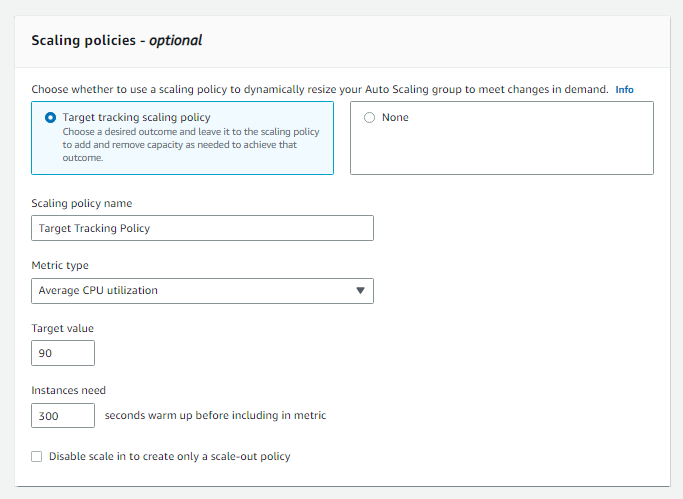 Scaling policies - optional
Choose whether to use a scaling policy to dynamically resize your Auto Scaling group to meet changes in demand. Info
Target tracking scaling policy
Choose a desired outcome and leave it to the scaling policy
to add and remove capacity as needed to achieve that
outcome.
None
Scaling policy name
Target Tracking Policy
Metric type
Average CPU utilization
Target value
90
Instances need
300 seconds warm up before including in metric
Disable scale in to create only a scale-out policy